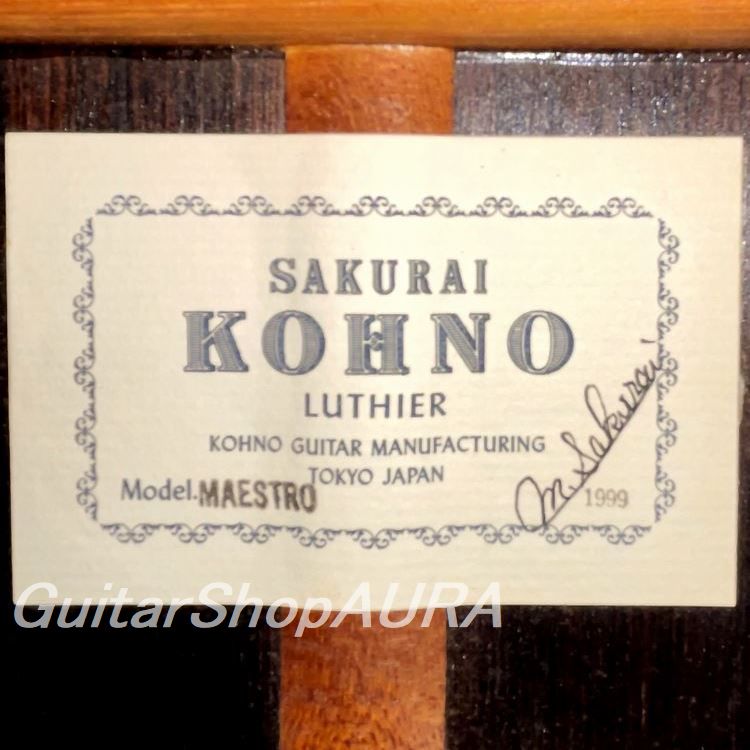 SAKURAI
KOHNO
LUTHIER
KOHNO GUITAR MANUFACTURING
TOKYO JAPAN
Model.MAESTRO
M. Sakurai
1999
GuitarShopAURA